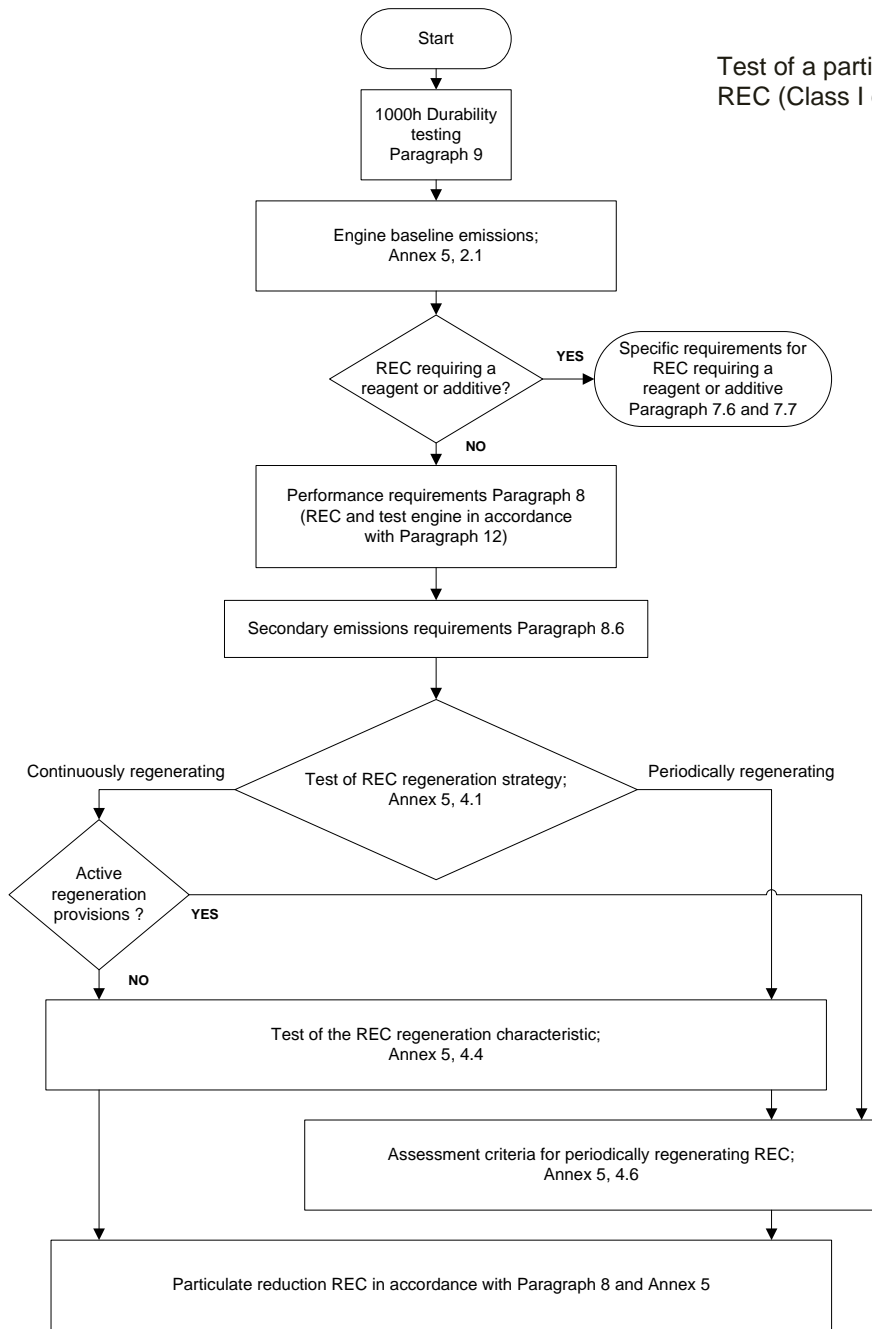 Start
Test of a parti
REC (Class I
1000h Durability
testing
Paragraph 9
Engine baseline emissions;
Annex 5, 2.1
REC requiring a
reagent or additive?
YES
Specific requirements for
REC requiring a
reagent or additive
Paragraph 7.6 and 7.7
NO
Performance requirements Paragraph 8
(REC and test engine in accordance
with Paragraph 12)
Secondary emissions requirements Paragraph 8.6
Continuously regenerating
Test of REC regeneration strategy;
Annex 5, 4.1
Periodically regenerating
Active
regeneration
provisions ?
YES
NO
Test of the REC regeneration characteristic;
Annex 5, 4.4
Assessment criteria for periodically regenerating REC;
Annex 5, 4.6
Particulate reduction REC in accordance with Paragraph 8 and Annex 5